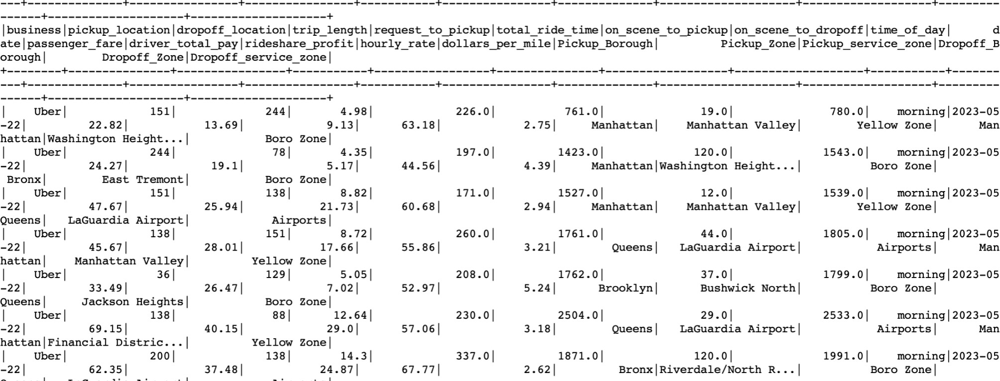 ---+---------------+-----------------+----------------+-----------+----------------+---------------+--------------------+-------------------+---------
------+--------------------+--------------------+
|business|pickup_location|dropoff_location|trip_length|request_to_pickup|total_ride_time|on_scene_to_pickup|on_scene_to_dropoff|time_of_day|      d
ate|passenger_fare|driver_total_pay|rideshare_profit|hourly_rate|dollars_per_mile|Pickup_Borough|         Pickup_Zone|Pickup_service_zone|Dropoff_B
orough|        Dropoff_Zone|Dropoff_service_zone|
+--------+---------------+----------------+-----------+-----------------+---------------+------------------+-------------------+-----------+-------
---+--------------+----------------+----------------+-----------+----------------+--------------+--------------------+-------------------+---------
------+--------------------+--------------------+
|    Uber|            151|             244|       4.98|            226.0|          761.0|              19.0|              780.0|    morning|2023-05
-22|         22.82|           13.69|            9.13|      63.18|            2.75|     Manhattan|    Manhattan Valley|        Yellow Zone|      Man
hattan|Washington Height...|           Boro Zone|
|    Uber|            244|              78|       4.35|            197.0|         1423.0|             120.0|             1543.0|    morning|2023-05
-22|         24.27|            19.1|            5.17|      44.56|            4.39|     Manhattan|Washington Height...|          Boro Zone|
 Bronx|        East Tremont|           Boro Zone|
|    Uber|            151|             138|       8.82|            171.0|         1527.0|              12.0|             1539.0|    morning|2023-05
-22|         47.67|           25.94|           21.73|      60.68|            2.94|     Manhattan|    Manhattan Valley|        Yellow Zone|
Queens|   LaGuardia Airport|            Airports|
|    Uber|            138|             151|       8.72|            260.0|         1761.0|              44.0|             1805.0|    morning|2023-05
-22|         45.67|           28.01|           17.66|      55.86|            3.21|        Queens|   LaGuardia Airport|           Airports|      Man
hattan|    Manhattan Valley|         Yellow Zone|
|    Uber|             36|             129|       5.05|            208.0|         1762.0|              37.0|             1799.0|    morning|2023-05
-22|         33.49|           26.47|            7.02|      52.97|            5.24|      Brooklyn|      Bushwick North|          Boro Zone|
Queens|     Jackson Heights|           Boro Zone|
|    Uber|            138|              88|      12.64|            230.0|         2504.0|              29.0|             2533.0|    morning|2023-05
-22|         69.15|           40.15|            29.0|      57.06|            3.18|        Queens|   LaGuardia Airport|           Airports|      Man
hattan|Financial Distric...|         Yellow Zone|
|    Uber|            200|             138|       14.3|            337.0|         1871.0|             120.0|             1991.0|    morning|2023-05
-22|         62.35|           37.48|           24.87|      67.77|            2.62|         Bronx|Riverdale/North R...|          Boro Zone|